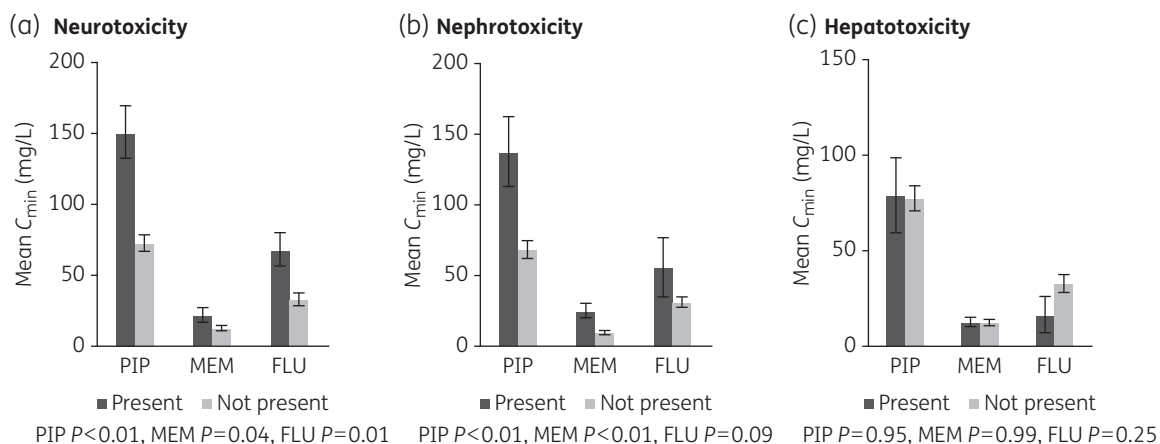 (a) Neurotoxicity
200
150
100
50
0
Mean Cmin (mg/L)
PIP MEM FLU
Present Not present
PIP P<0.01, MEM P=0.04, FLU P=0.01
(b) Nephrotoxicity
200
150
100
50
0
Mean Cmin (mg/L)
PIP MEM FLU
Present Not present
PIP P<0.01, MEM P<0.01, FLU P=0.09
(c) Hepatotoxicity
150
100
50
0
Mean Cmin (mg/L)
PIP MEM FLU
Present Not present
PIP P=0.95, MEM P=0.99, FLU P=0.25